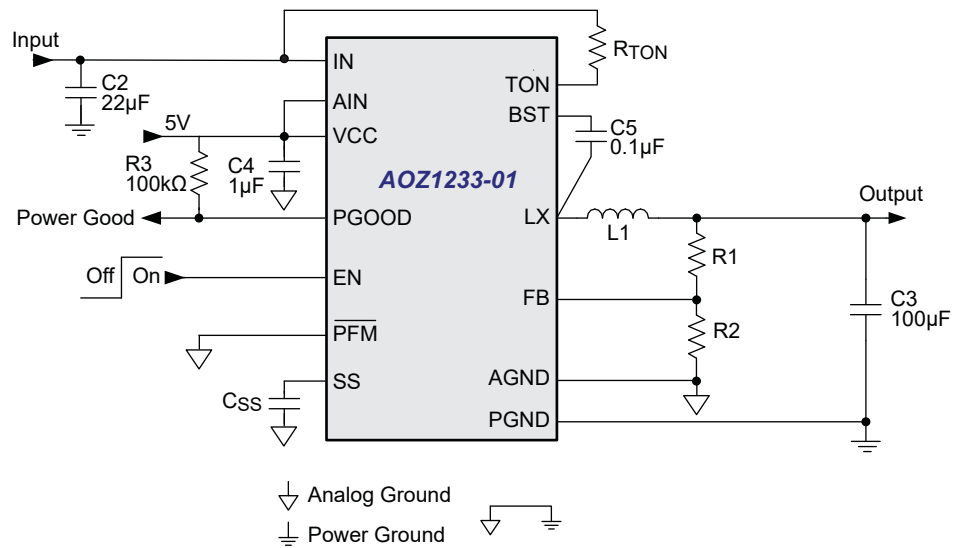 Input
IN
RTON
C2
22μF
TON
AIN
BST
5V
VCC
C5
0.1μF
R3
100kΩ
C4
1μF
AOZ1233-01
Output
Power Good
PGOOD
LX
L1
R1
Off
On
EN
FB
C3
100μF
PFM
R2
SS
AGND
CSS
PGND
Analog Ground
Power Ground